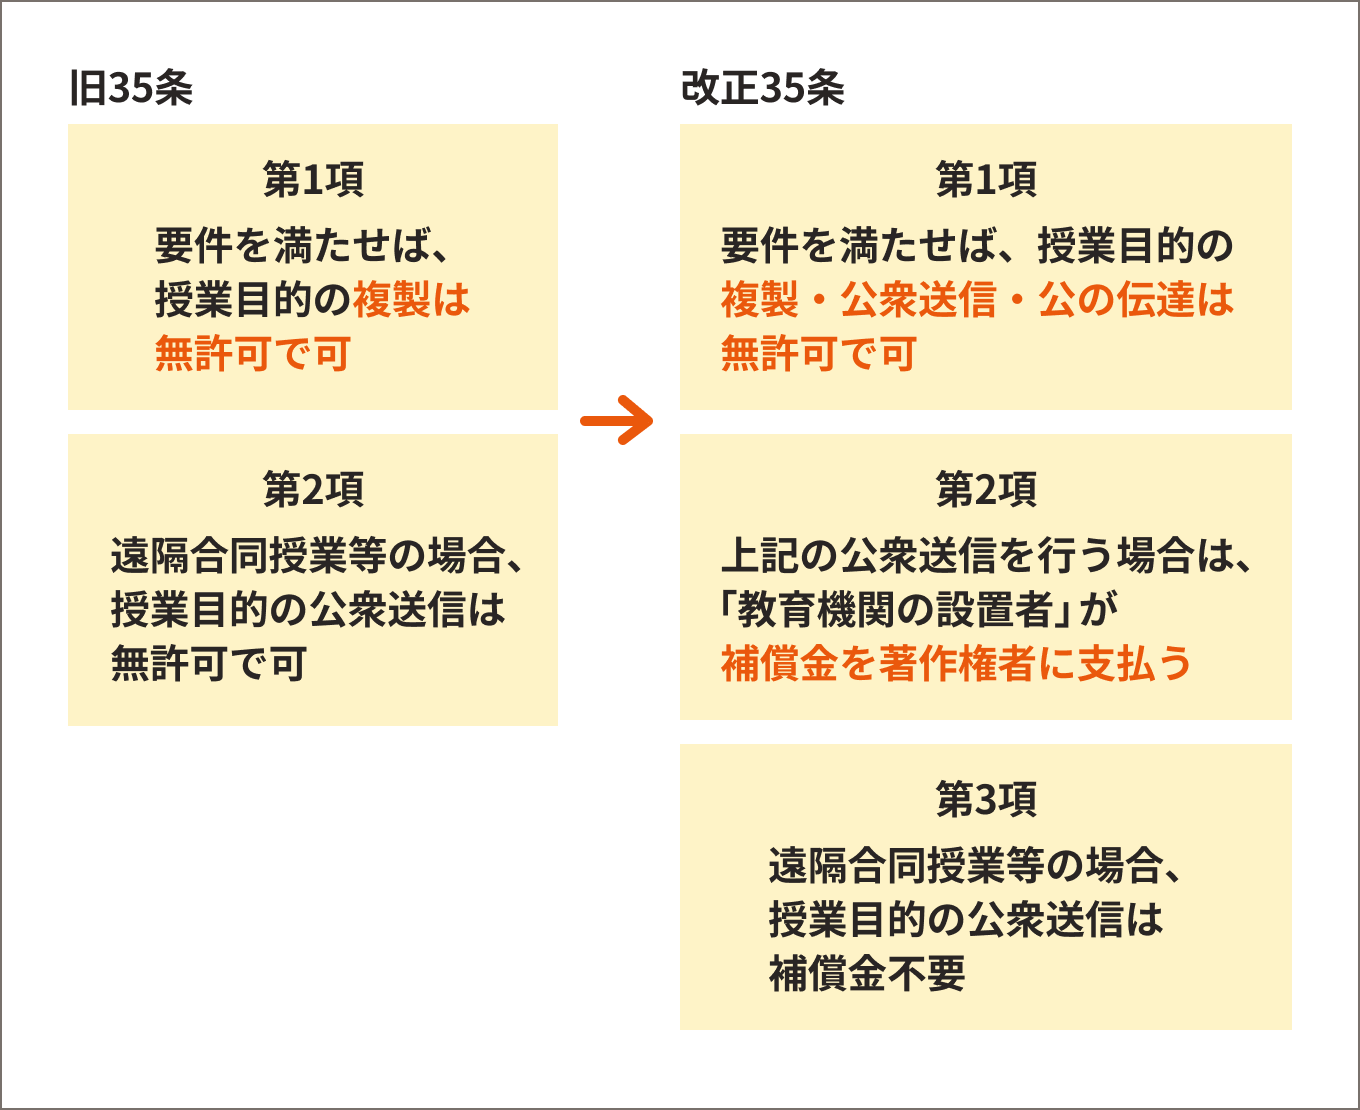 旧35条
第1項
要件を満たせば、
授業目的の複製は
無許可で可
第2項
遠隔合同授業等の場合、
授業目的の公衆送信は
無許可で可
改正35条
第1項
要件を満たせば、授業目的の
複製・公衆送信・公の伝達は
無許可で可
第2項
上記の公衆送信を行う場合は、
「教育機関の設置者」が
補償金を著作権者に支払う
第3項
遠隔合同授業等の場合、
授業目的の公衆送信は
補償金不要